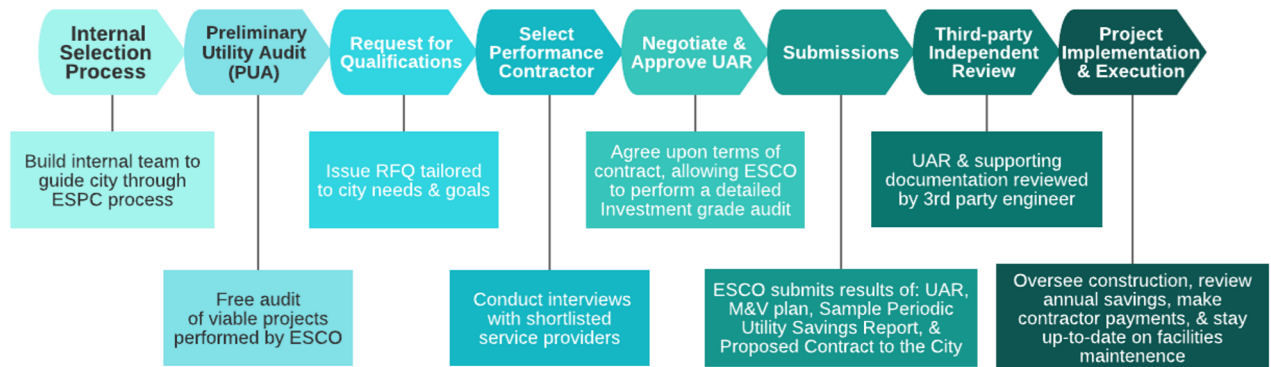 Internal
Selection
Process
Preliminary
Utility Audit
(PUA)
Request for
Qualifications
Select
Performance
Contractor
Negotiate &
Approve UAR
Submissions
Third-party
Independent
Review
Project
Implementation
& Execution
Build internal team to
guide city through
ESPC process
Issue RFQ tailored
to city needs & goals
Agree upon terms of
contract, allowing ESCO
to perform a detailed
Investment grade audit
UAR & supporting
documentation reviewed
by 3rd party engineer
Free audit
of viable projects
performed by ESCO
Conduct interviews
with shortlisted
service providers
ESCO submits results of: UAR,
M&V plan, Sample Periodic
Utility Savings Report, &
Proposed Contract to the City
Oversee construction, review
annual savings, make
contractor payments, & stay
up-to-date on facilities
maintenence